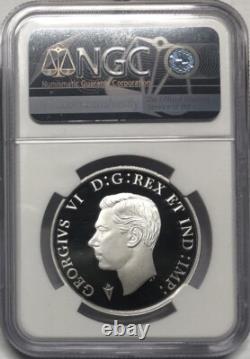 NGC
Numismatic Guaranty Corporation
GEORGIVS VI D:G:REX ET IND:IMP: